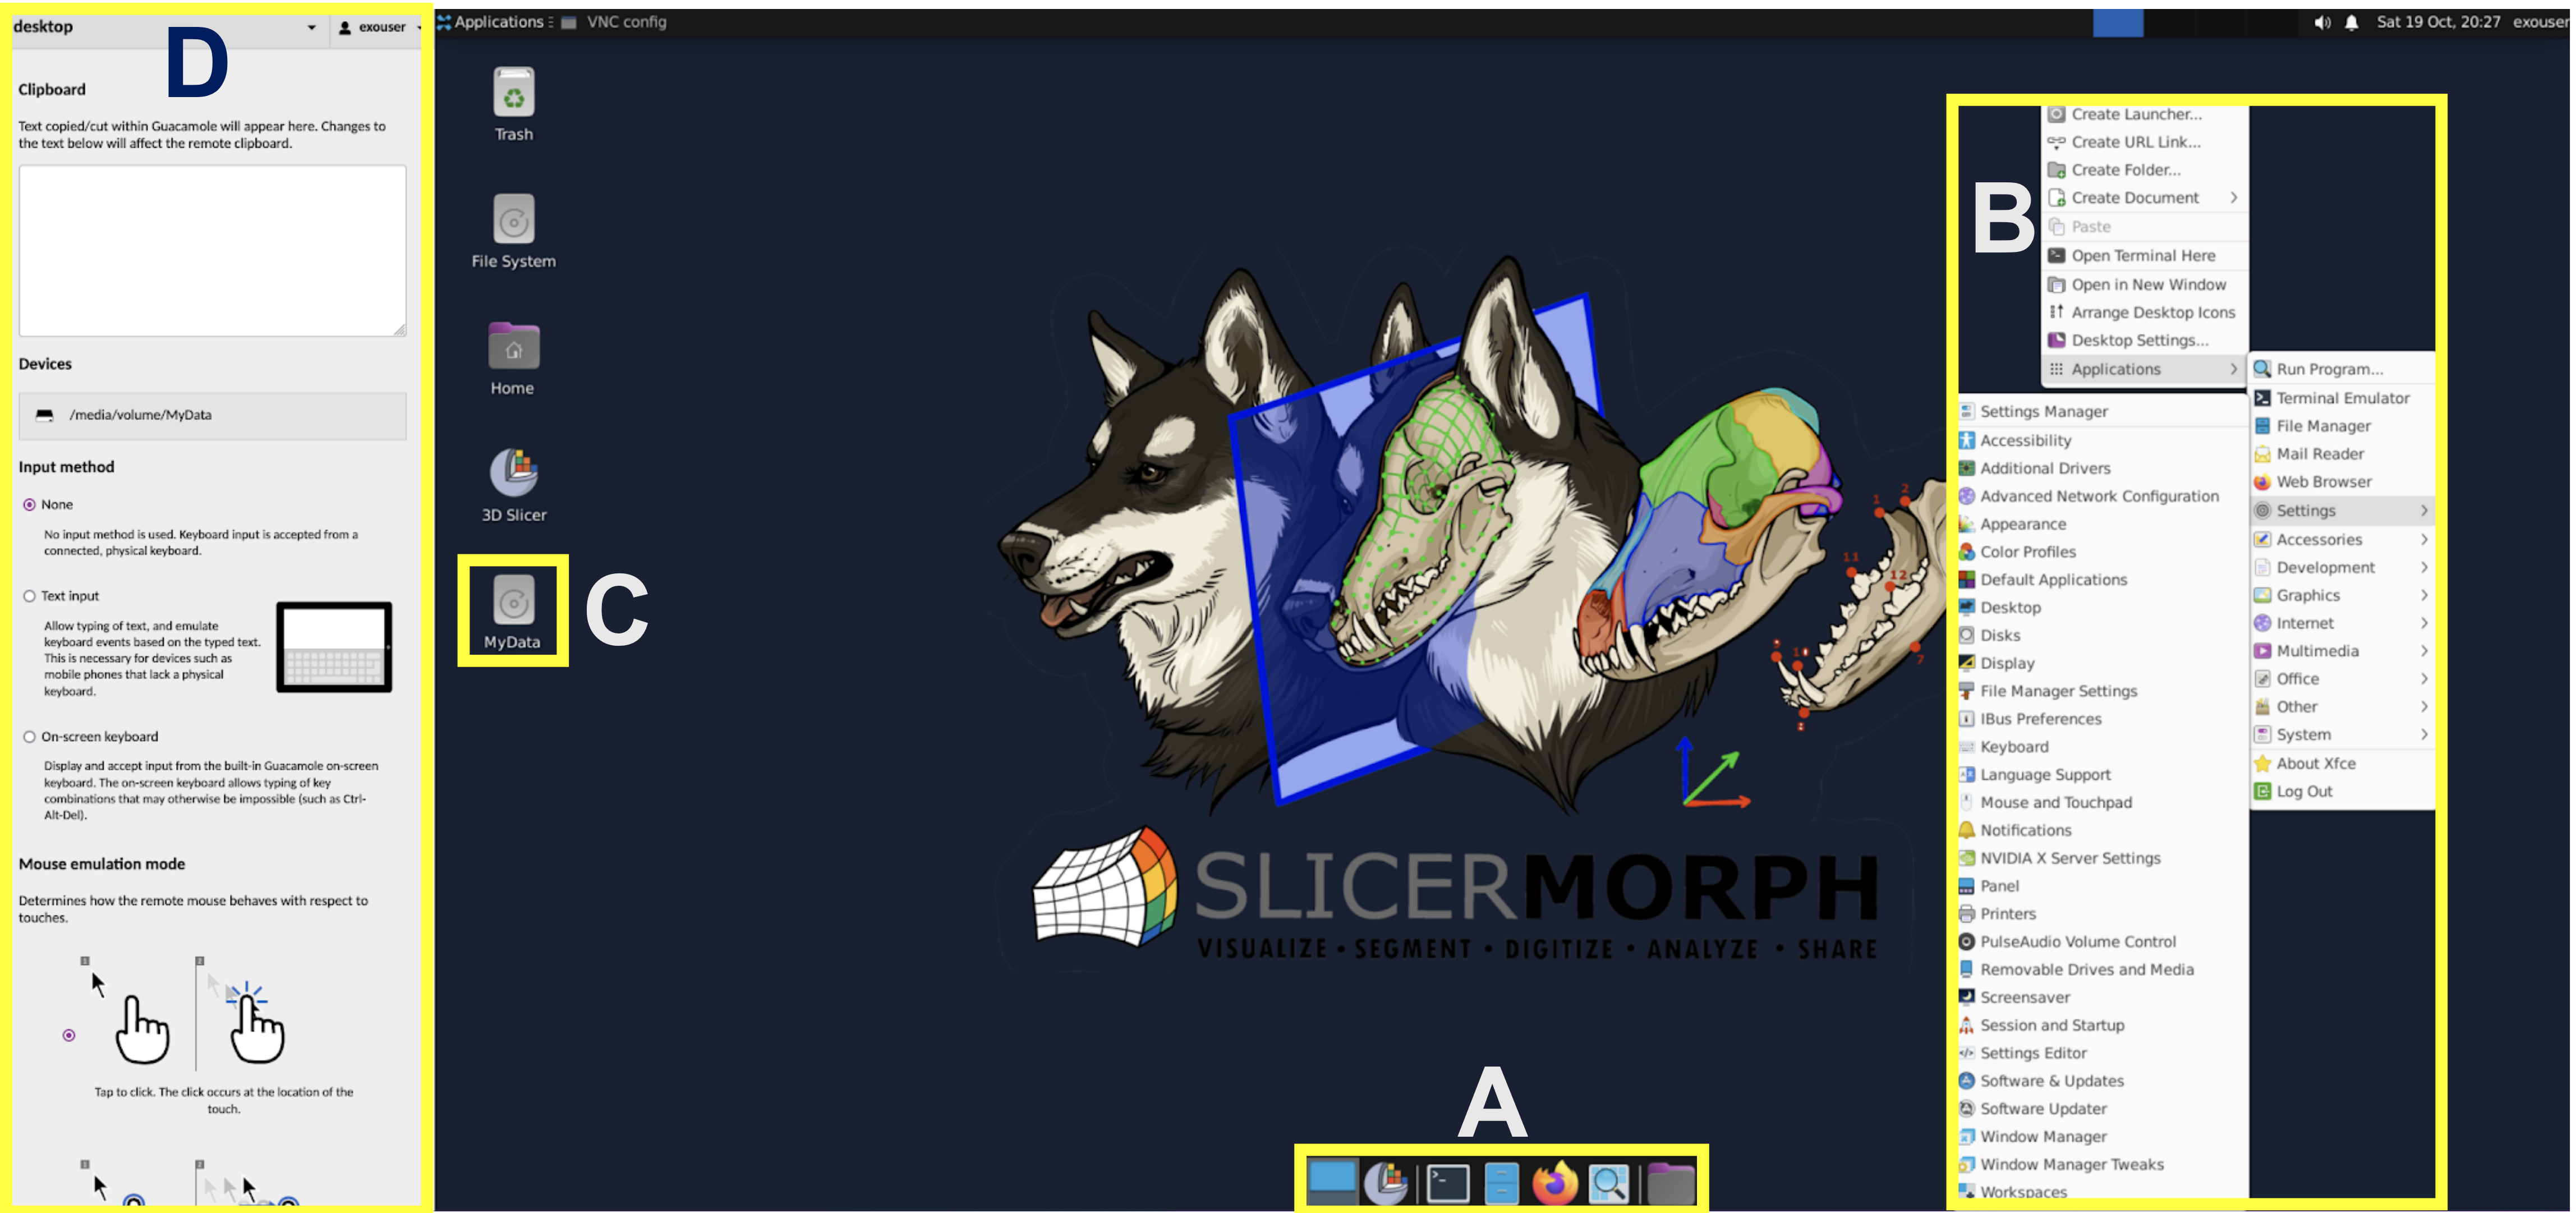 desktop
exouser
D
Clipboard
Text copied/cut within Guacamole will appear here. Changes to
the text below will affect the remote clipboard.
Devices
/media/volume/MyData
Input method
None
No input method is used. Keyboard input is accepted from a
connected, physical keyboard.
Text input
Allow typing of text, and emulate
keyboard events based on the typed text.
This is necessary for devices such as
mobile phones that lack a physical
keyboard.
On-screen keyboard
Display and accept input from the built-in Guacamole on-screen
keyboard. The on-screen keyboard allows typing of key
combinations that may otherwise be impossible (such as Ctrl-
Alt-Del).
Mouse emulation mode
Determines how the remote mouse behaves with respect to
touches.
Tap to click. The click occurs at the location of the
touch.
Applications
VNC config
Sat 19 Oct, 20:27
exouser
Trash
File System
Home
3D Slicer
MyData
C
1
2
11
12
10
7
8
SLICERMORPH
VISUALIZE • SEGMENT • DIGITIZE • ANALYZE • SHARE
A
B
Create Launcher...
Create URL Link...
Create Folder...
Create Document
Paste
Open Terminal Here
Open in New Window
Arrange Desktop Icons
Desktop Settings...
Applications
Run Program...
Terminal Emulator
File Manager
Mail Reader
Web Browser
Settings
Accessories
Development
Graphics
Internet
Multimedia
Office
Other
System
About Xfce
Log Out
Settings Manager
Accessibility
Additional Drivers
Advanced Network Configuration
Appearance
Color Profiles
Default Applications
Desktop
Disks
Display
File Manager Settings
IBus Preferences
Keyboard
Language Support
Mouse and Touchpad
Notifications
NVIDIA X Server Settings
Panel
Printers
PulseAudio Volume Control
Removable Drives and Media
Screensaver
Session and Startup
Settings Editor
Software & Updates
Software Updater
Window Manager
Window Manager Tweaks
Workspaces